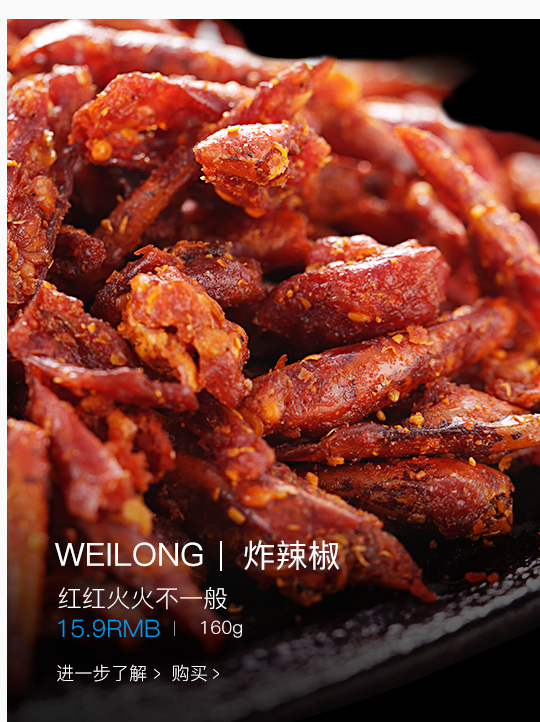 WEILONG | 炸辣椒
红红火火不一般
15.9RMB | 160g
进一步了解 > 购买 >